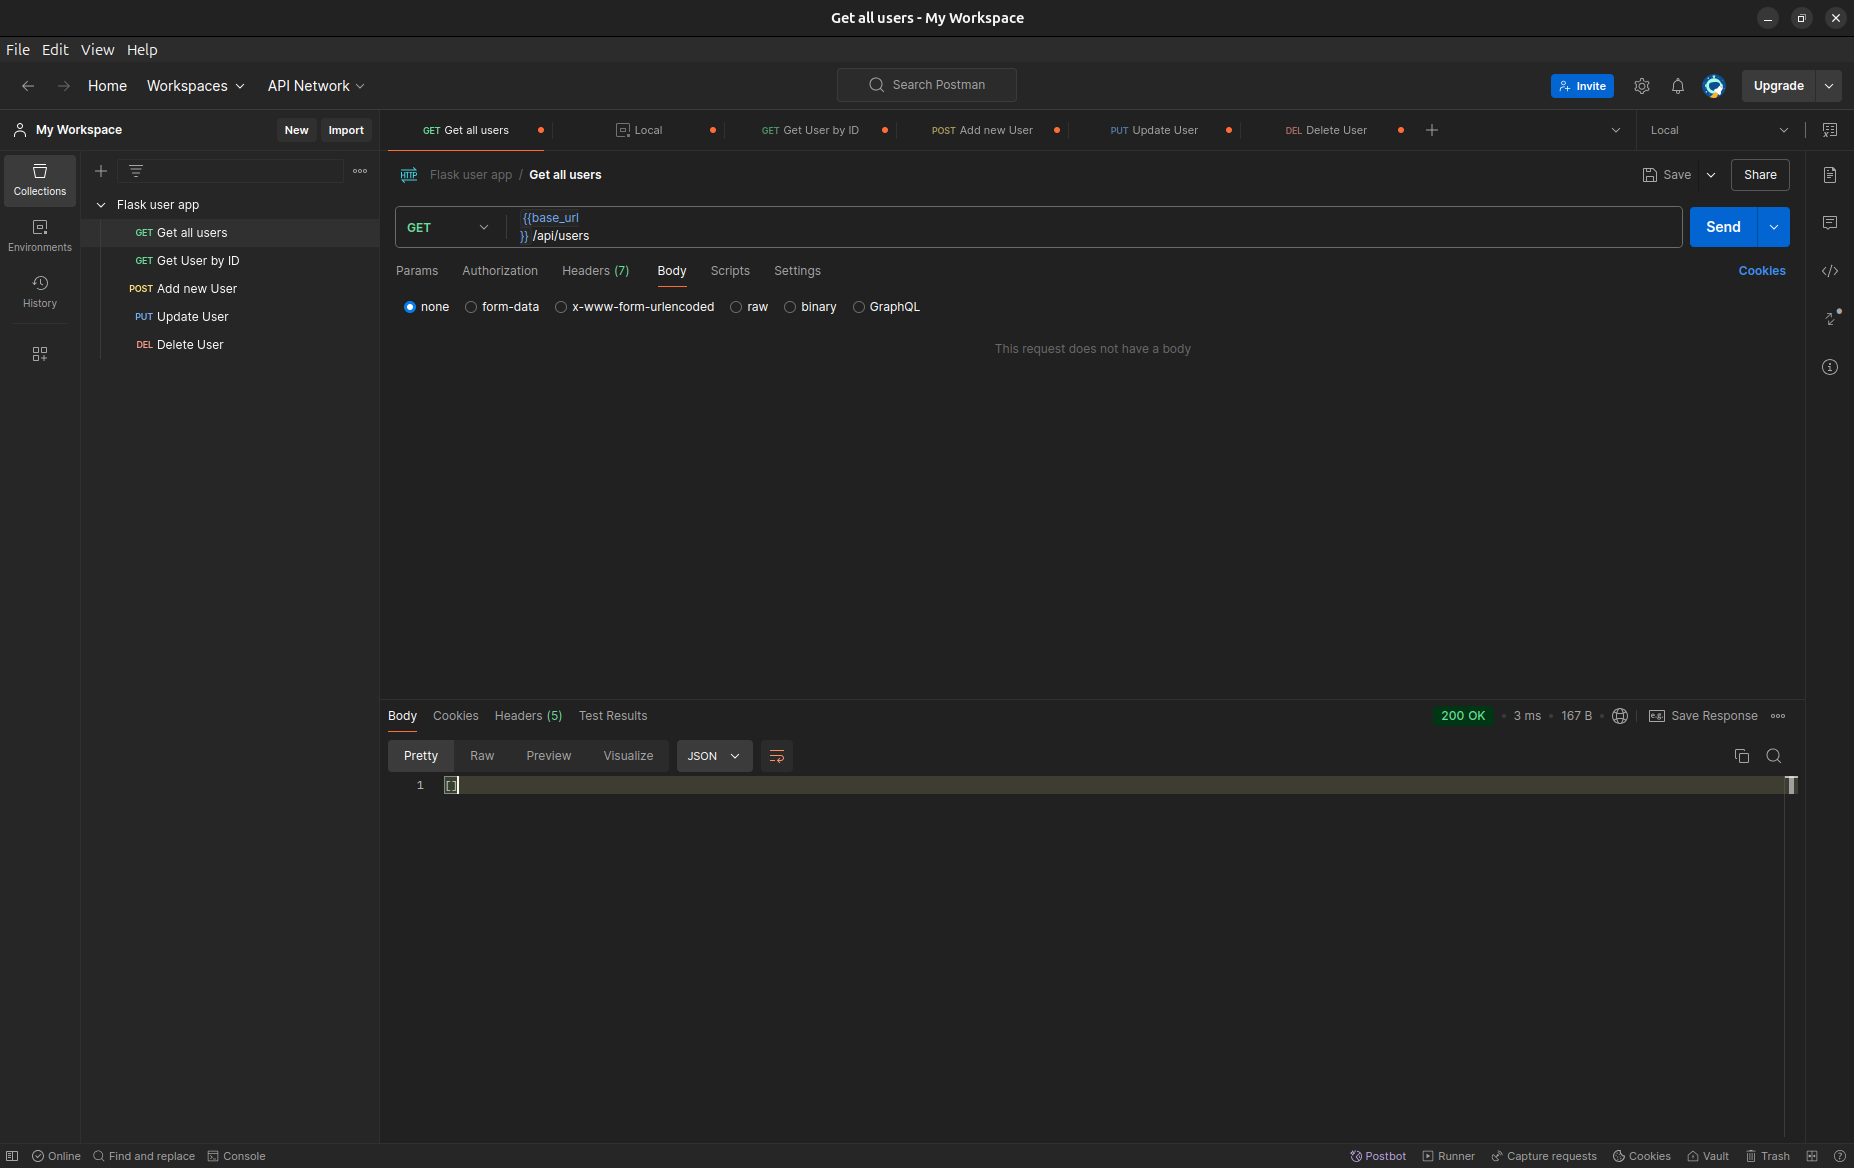 Get all users - My Workspace
File Edit View Help
Home Workspaces API Network Search Postman Invite Upgrade
My Workspace New Import
GET Get all users Local GET Get User by ID POST Add new User PUT Update User DEL Delete User Local
Collections
Environments
History
Flask user app
GET Get all users
GET Get User by ID
POST Add new User
PUT Update User
DEL Delete User
HTTP Flask user app / Get all users Save Share
GET {{base_url
}} /api/users
Send
Params Authorization Headers (7) Body Scripts Settings Cookies
none form-data x-www-form-urlencoded raw binary GraphQL
This request does not have a body
Body Cookies Headers (5) Test Results 200 OK 3 ms 167 B e.g. Save Response
Pretty Raw Preview Visualize JSON
1 []
Online Find and replace Console Postbot Runner Capture requests Cookies Vault Trash